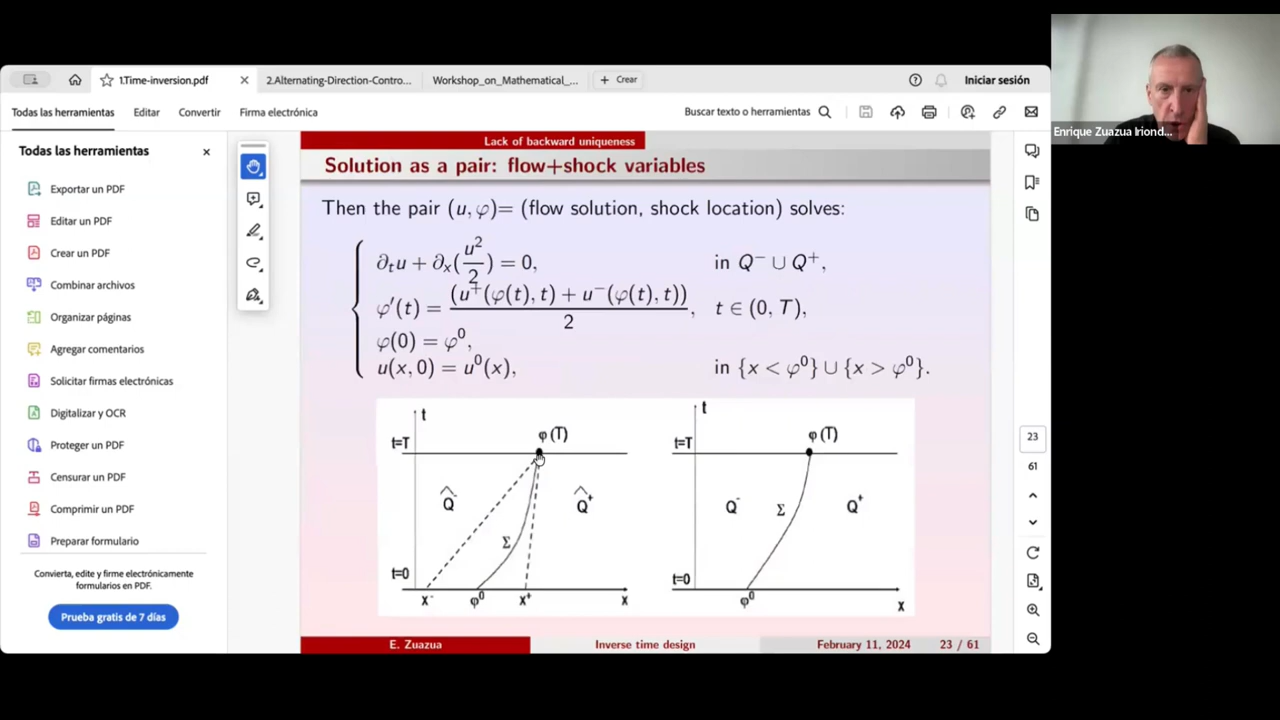 1.Time-inversion.pdf
2.Alternating-Direction-Contro...
Workshop_on_Mathematical_...
+ Crear
Iniciar sesión
Todas las herramientas
Editar
Convertir
Firma electrónica
Buscar texto o herramientas
Todas las herramientas
Exportar un PDF
Editar un PDF
Crear un PDF
Combinar archivos
Organizar páginas
Agregar comentarios
Solicitar firmas electrónicas
Digitalizar y OCR
Proteger un PDF
Censurar un PDF
Comprimir un PDF
Preparar formulario
Convierta, edite y firme electrónicamente
formularios en PDF.
Prueba gratis de 7 días
Lack of backward uniqueness
Solution as a pair: flow+shock variables
Then the pair (u, φ)= (flow solution, shock location) solves:
∂ₜu + ∂ₓ(u²/2) = 0, in Q⁻ ∪ Q⁺,
φ′(t) = (u⁺(φ(t), t) + u⁻(φ(t), t))/2, t ∈ (0, T),
φ(0) = φ⁰,
u(x, 0) = u⁰(x), in {x < φ⁰} ∪ {x > φ⁰}.
t
φ(T)
t=T
Q̂⁻
Q̂⁺
Σ
t=0
x⁻
φ⁰
x⁺
x
t
φ(T)
t=T
Q⁻
Σ
Q⁺
t=0
φ⁰
x
E. Zuazua
Inverse time design
February 11, 2024
23 / 61
23
61
Enrique Zuazua Iriond...